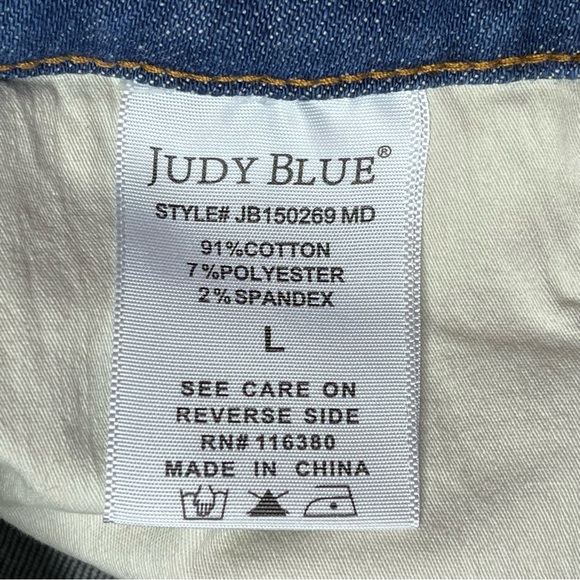 JUDY BLUE®
STYLE# JB150269 MD
91%COTTON
7%POLYESTER
2%SPANDEX
L
SEE CARE ON
REVERSE SIDE
RN# 116380
MADE IN CHINA